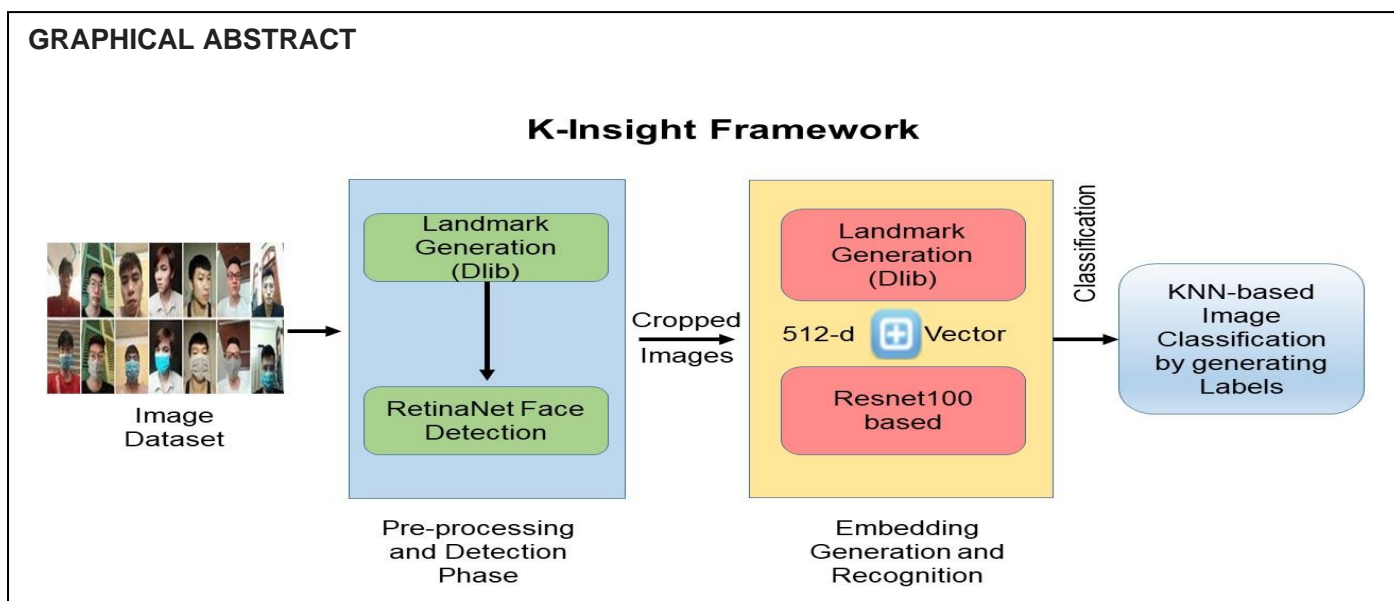 GRAPHICAL ABSTRACT
K-Insight Framework
Image
Dataset
Landmark
Generation
(Dlib)
RetinaNet Face
Detection
Pre-processing
and Detection
Phase
Cropped
Images
Landmark
Generation
(Dlib)
512-d Vector
Resnet100
based
Embedding
Generation and
Recognition
Classification
KNN-based
Image
Classification
by generating
Labels